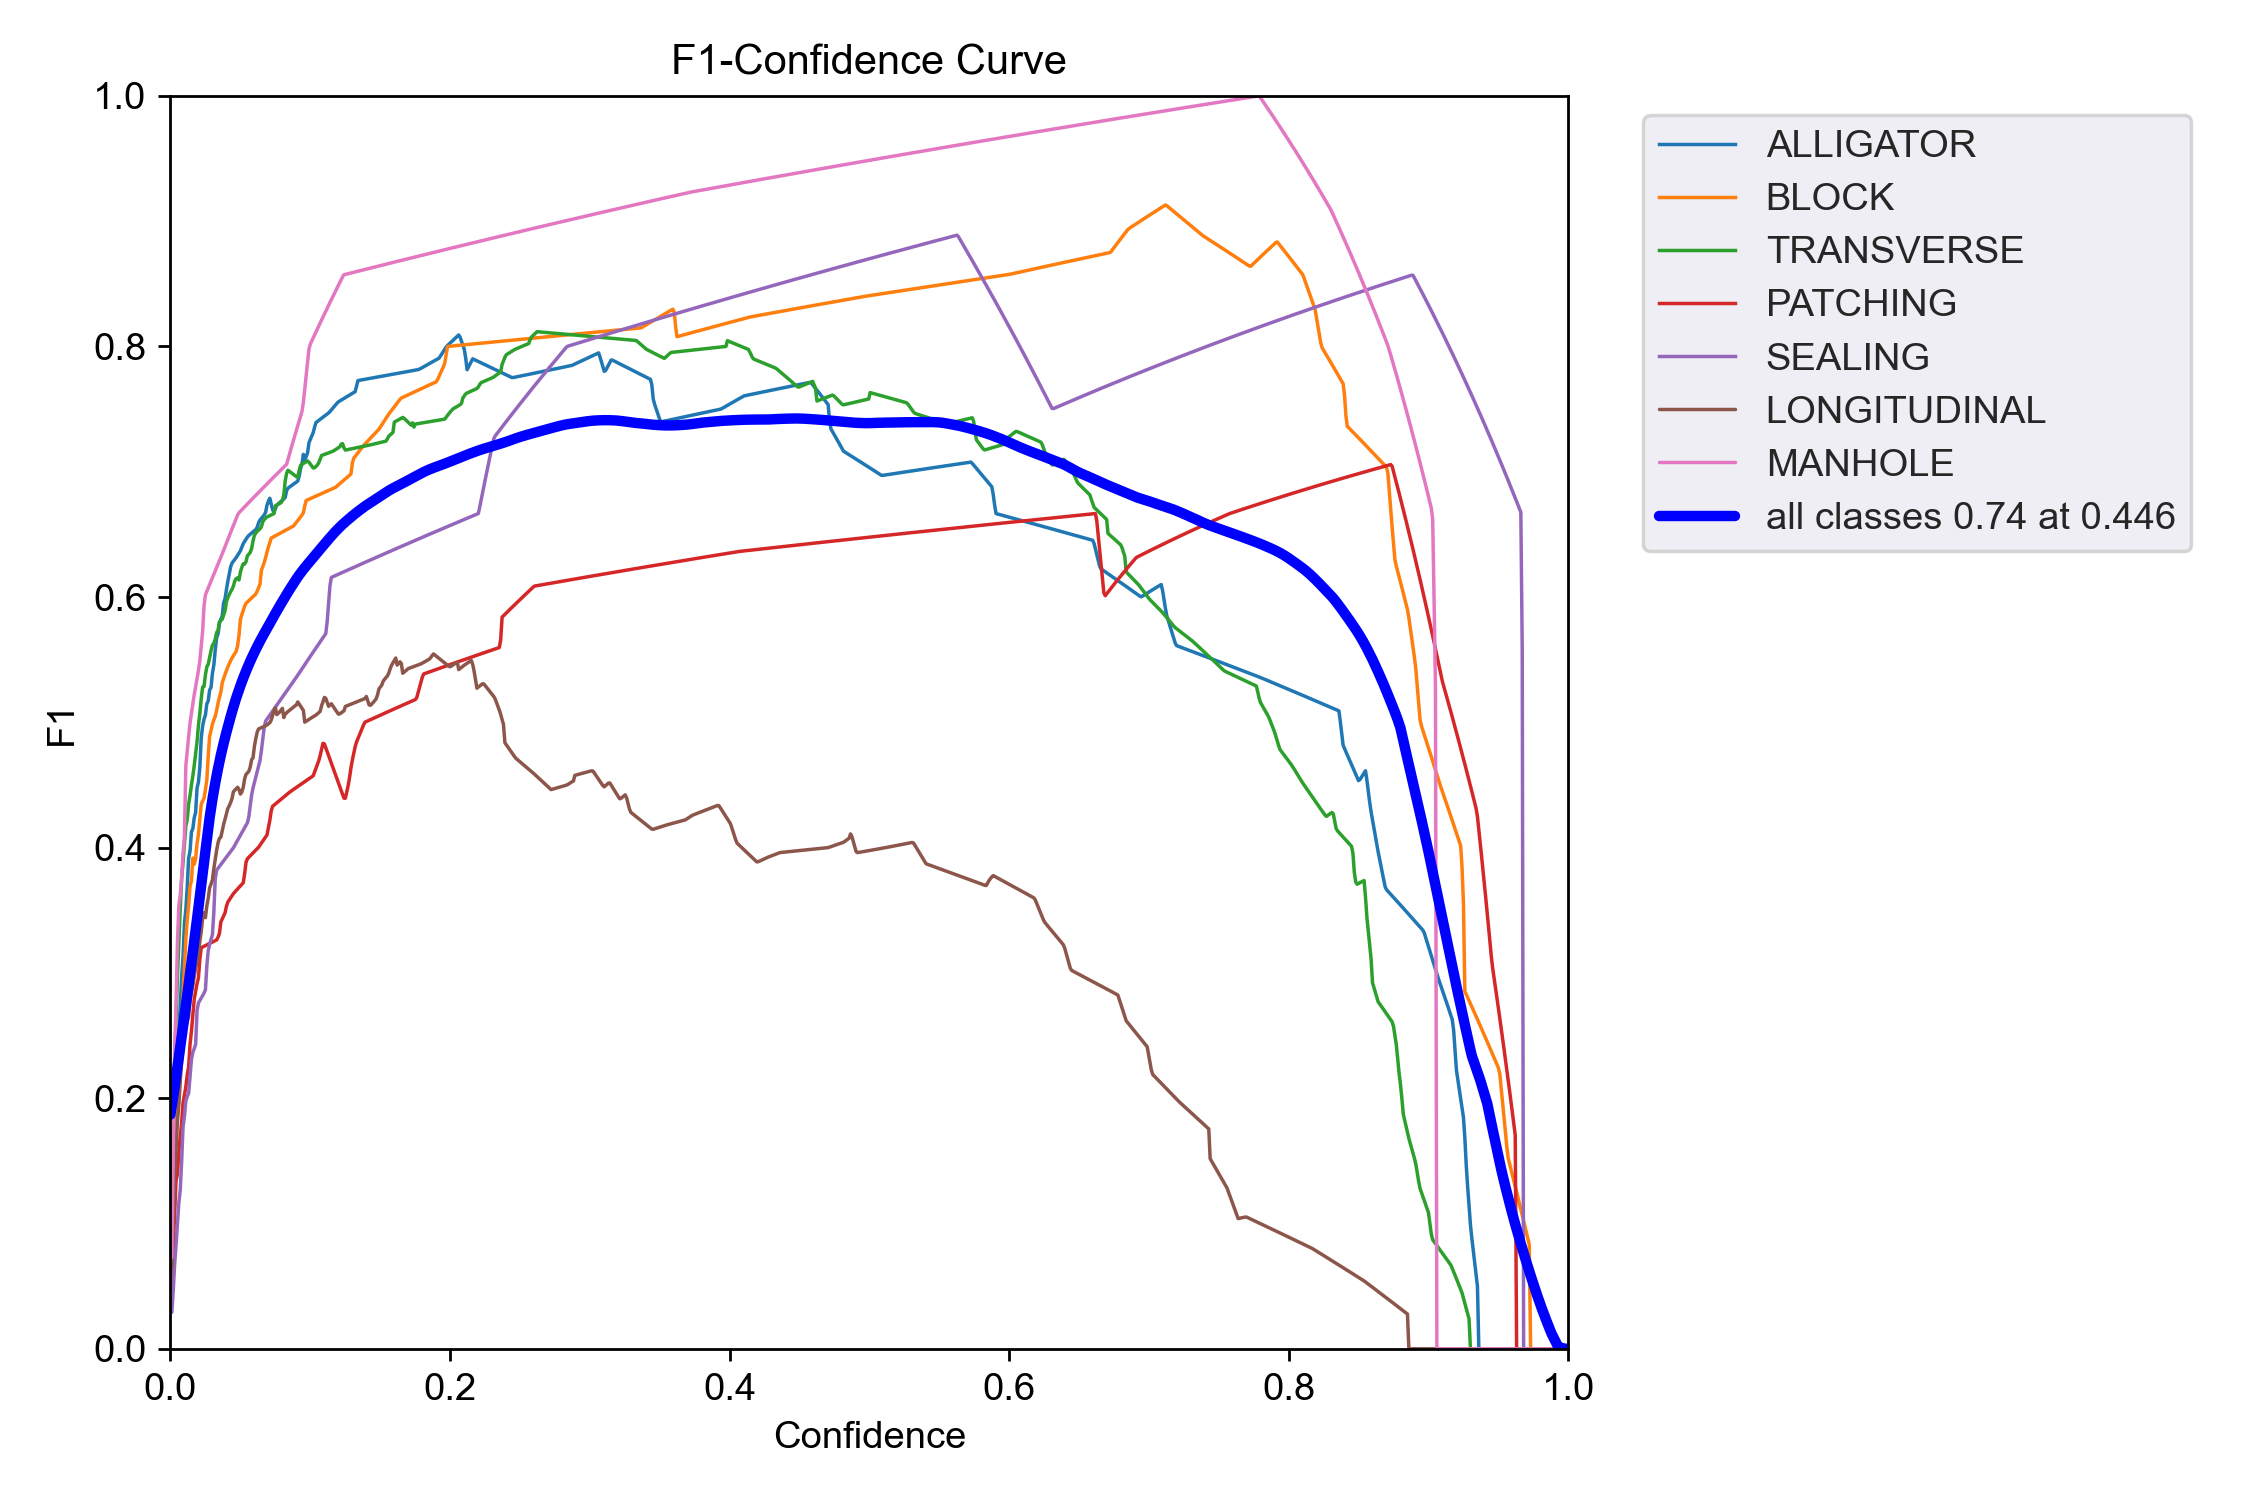 F1-Confidence Curve
1.0
0.8
0.6
0.4
0.2
0.0
F1
0.0 0.2 0.4 0.6 0.8 1.0
Confidence
ALLIGATOR
BLOCK
TRANSVERSE
PATCHING
SEALING
LONGITUDINAL
MANHOLE
all classes 0.74 at 0.446